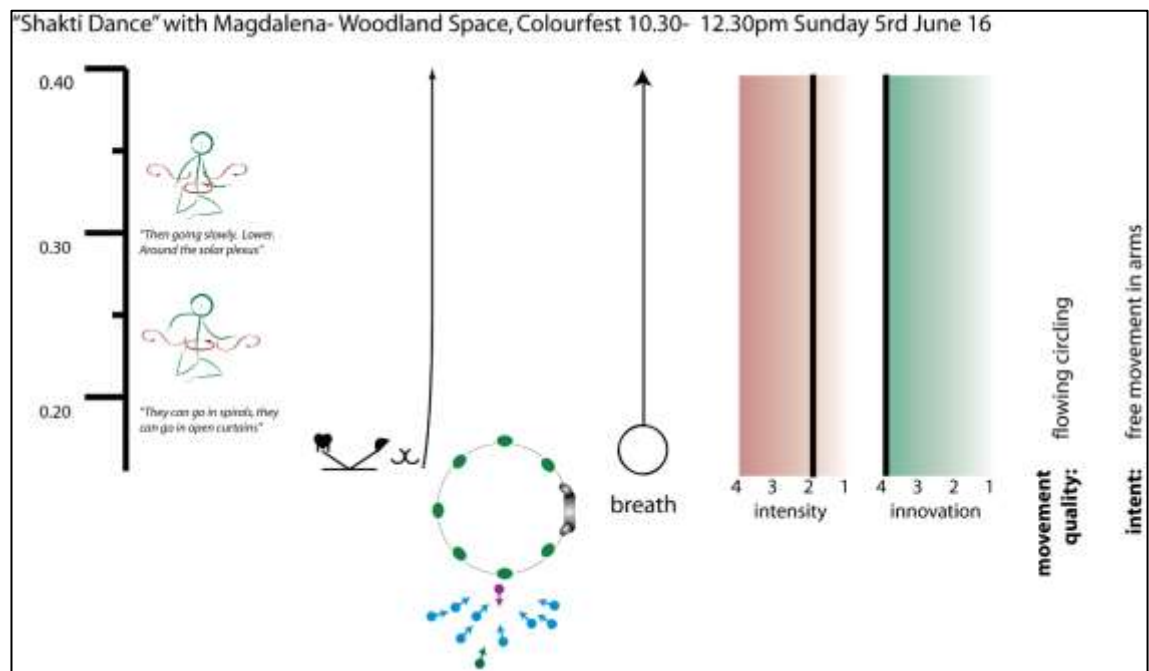 "Shakti Dance" with Magdalena- Woodland Space, Colourfest 10.30- 12.30pm Sunday 5rd June 16
0.40
"Then going slowly. Lower.
Around the solar plexus"
0.30
0.20
"They can go in spirals, they
can go in open curtains"
breath
4 3 2 1
intensity
4 3 2 1
innovation
movement
quality:
flowing circling
intent:
free movement in arms